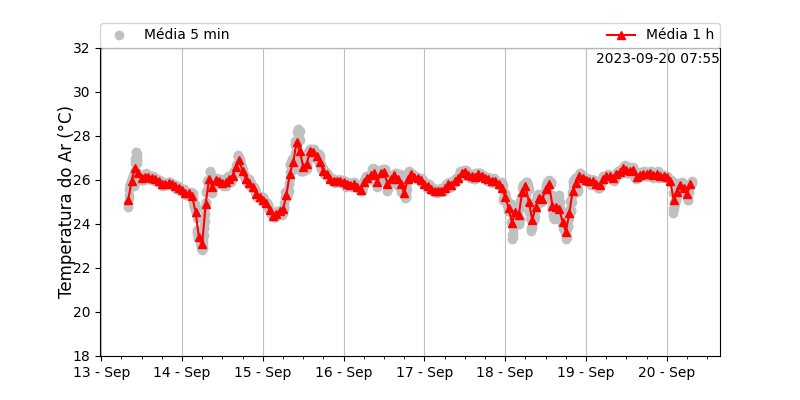 Média 5 min
Média 1 h
2023-09-20 07:55
Temperatura do Ar (°C)
32
30
28
26
24
22
20
18
13 - Sep
14 - Sep
15 - Sep
16 - Sep
17 - Sep
18 - Sep
19 - Sep
20 - Sep